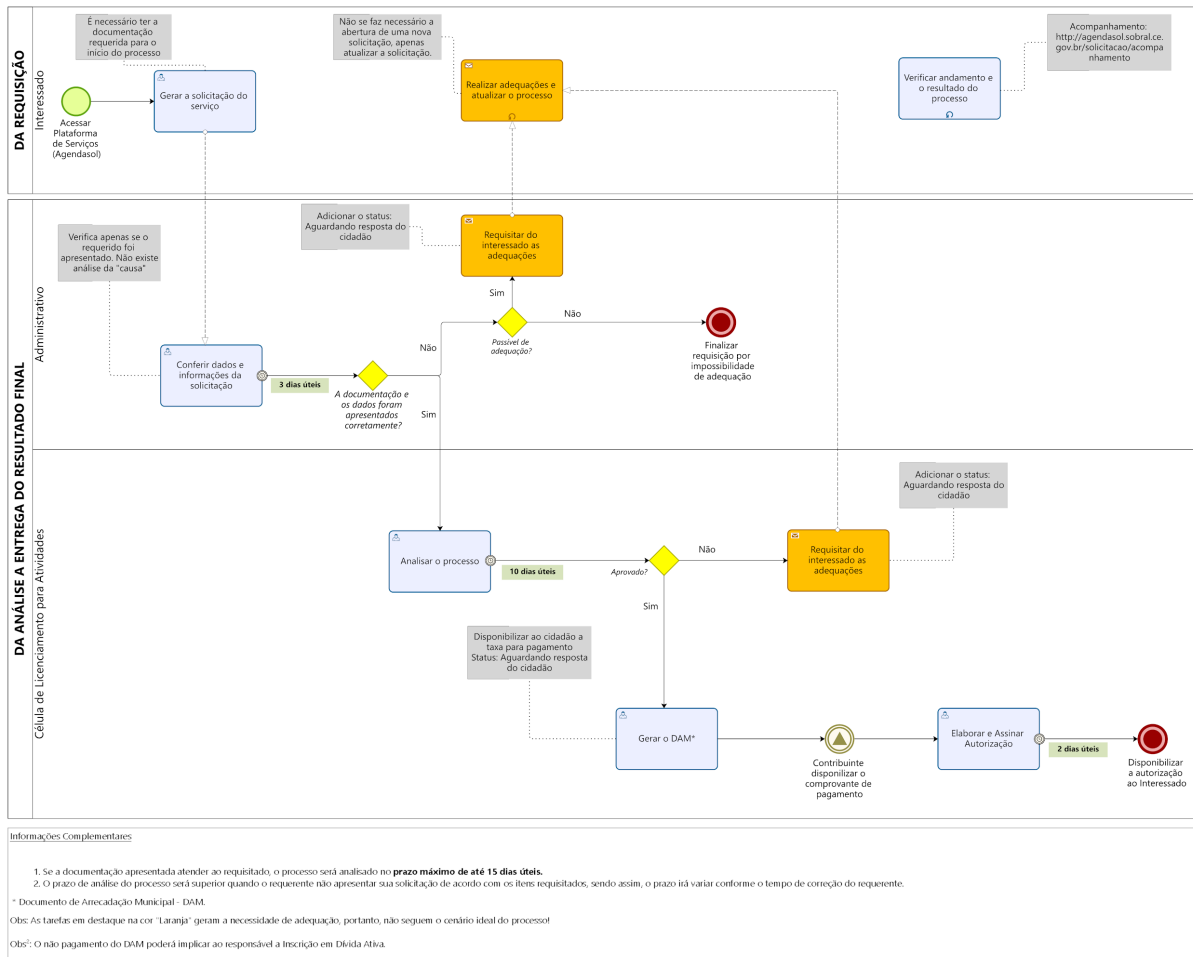 DA REQUISIÇÃO
Interessado
É necessário ter a
documentação
requerida para o
início do processo
Gerar a solicitação do
serviço
Acessar
Plataforma
de Serviços
(Agendasol)
Não se faz necessário a
abertura de uma nova
solicitação, apenas
atualizar a solicitação.
Realizar adequações e
atualizar o processo
Verificar andamento e
o resultado do
processo
Acompanhamento:
http://agendasol.sobral.ce.
gov.br/solicitacao/acompa
nhamento
DA ANÁLISE A ENTREGA DO RESULTADO FINAL
Administrativo
Verifica apenas se o
requerido foi
apresentado. Não existe
análise da "causa"
Adicionar o status:
Aguardando resposta do
cidadão
Requisitar do
interessado as
adequações
Sim
Passivel de
adequação?
Não
Finalizar
requisição por
impossibilidade
de adequação
Conferir dados e
informações da
solicitação
3 dias úteis
A documentação e
os dados foram
apresentados
corretamente?
Não
Sim
Célula de Licenciamento para Atividades
Analisar o processo
10 dias úteis
Aprovado?
Não
Sim
Requisitar do
interessado as
adequações
Adicionar o status:
Aguardando resposta do
cidadão
Disponibilizar ao cidadão a
taxa para pagamento
Status: Aguardando resposta
do cidadão
Gerar o DAM*
Contribuinte
disponilizar o
comprovante de
pagamento
Elaborar e Assinar
Autorização
2 dias úteis
Disponibilizar
a autorização
ao Interessado
Informações Complementares
1. Se a documentação apresentada atender ao requisitado, o processo será analisado no prazo máximo de até 15 dias úteis.
2. O prazo de análise do processo será superior quando o requerente não apresentar sua solicitação de acordo com os itens requisitados, sendo assim, o prazo irá variar conforme o tempo de correção do requerente.
* Documento de Arrecadação Municipal - DAM.
Obs: As tarefas em destaque na cor "Laranja" geram a necessidade de adequação, portanto, não seguem o cenário ideal do processo!
Obs²: O não pagamento do DAM poderá implicar ao responsável a Inscrição em Dívida Ativa.